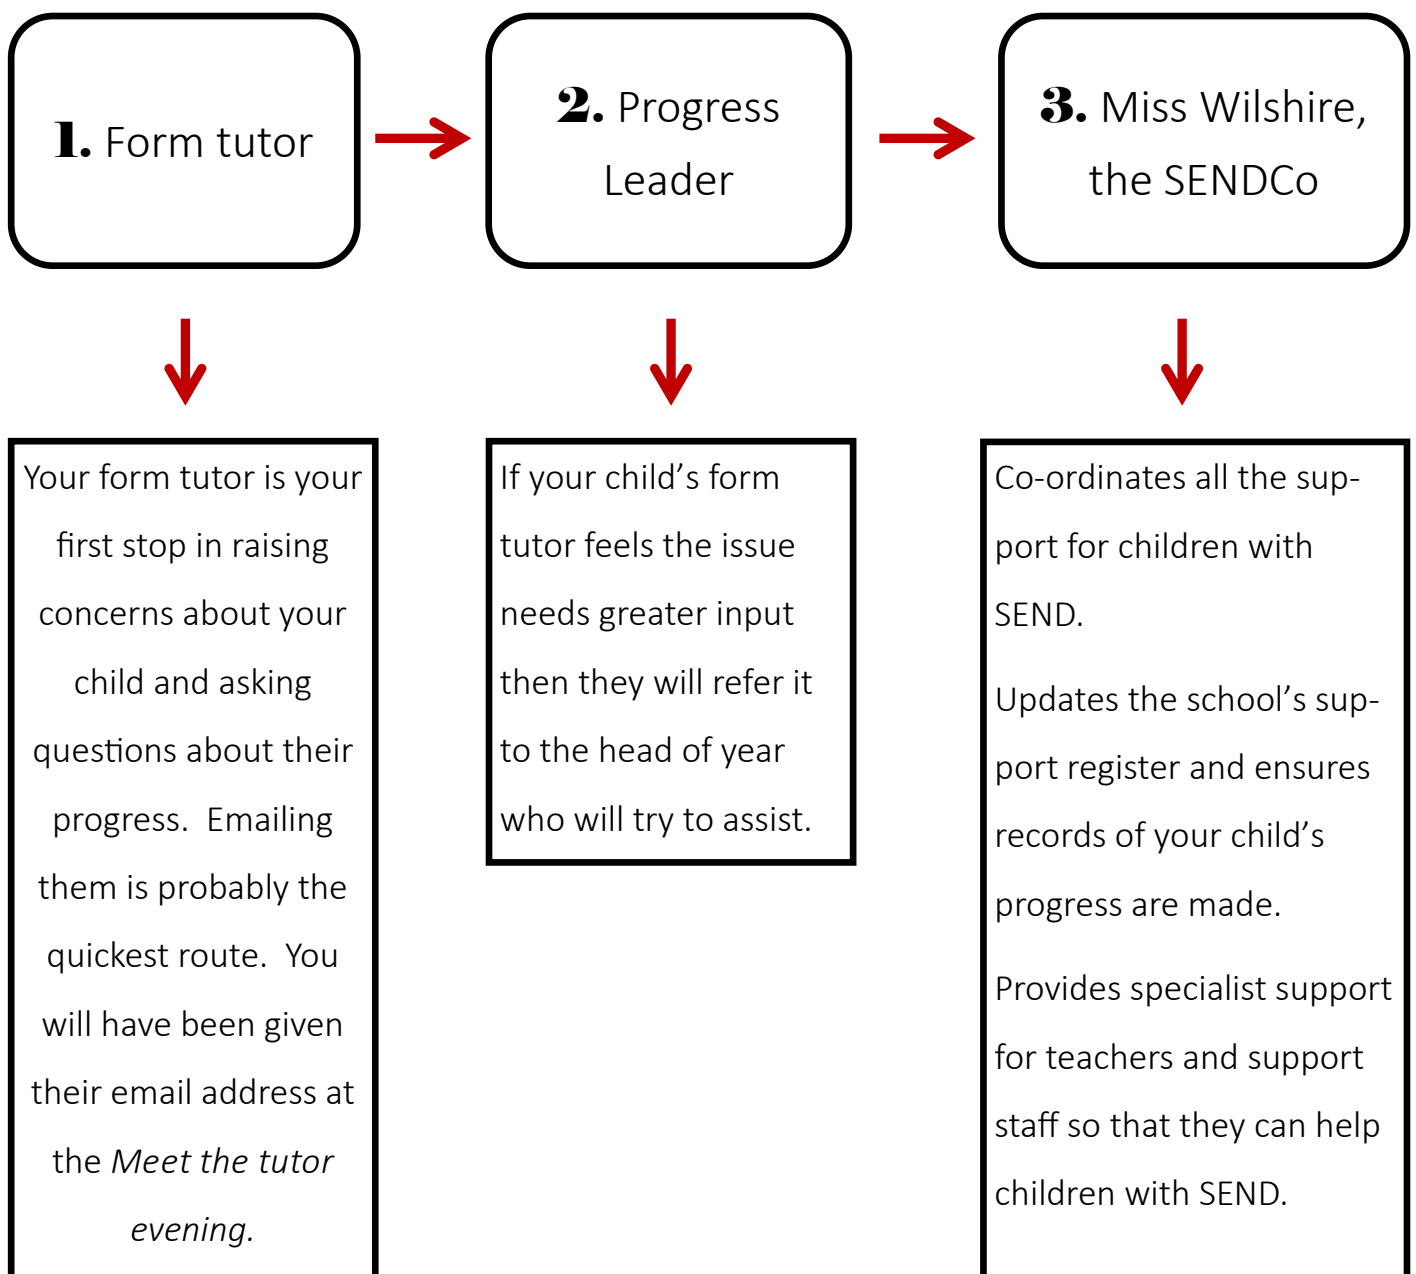 1. Form tutor
2. Progress
Leader
3. Miss Wilshire,
the SENDCo
Your form tutor is your
first stop in raising
concerns about your
child and asking
questions about their
progress.  Emailing
them is probably the
quickest route.  You
will have been given
their email address at
the Meet the tutor
evening.
If your child’s form
tutor feels the issue
needs greater input
then they will refer it
to the head of year
who will try to assist.
Co-ordinates all the sup-
port for children with
SEND.
Updates the school’s sup-
port register and ensures
records of your child’s
progress are made.
Provides specialist support
for teachers and support
staff so that they can help
children with SEND.